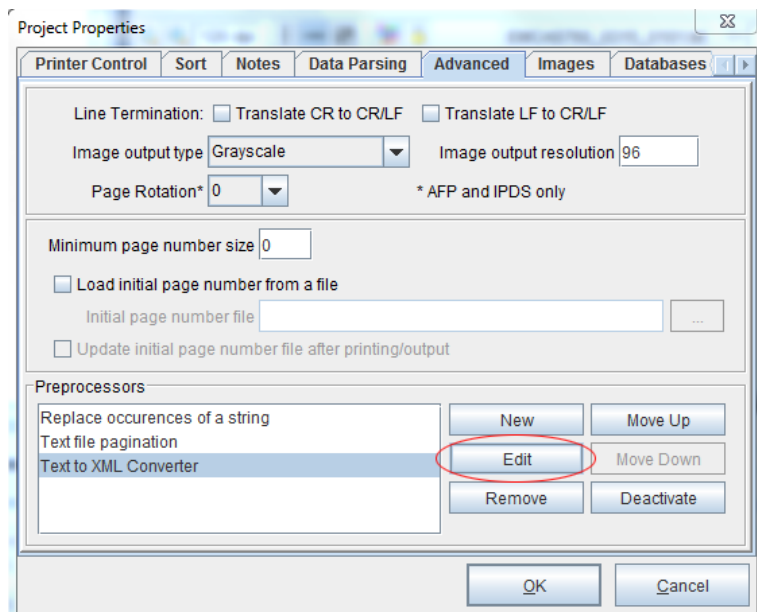 Project Properties
Printer Control Sort Notes Data Parsing Advanced Images Databases
Line Termination: Translate CR to CR/LF Translate LF to CR/LF
Image output type Grayscale Image output resolution 96
Page Rotation* 0 * AFP and IPDS only
Minimum page number size 0
Load initial page number from a file
Initial page number file ...
Update initial page number file after printing/output
Preprocessors
Replace occurences of a string New Move Up
Text file pagination
Text to XML Converter Edit Move Down
Remove Deactivate
OK Cancel